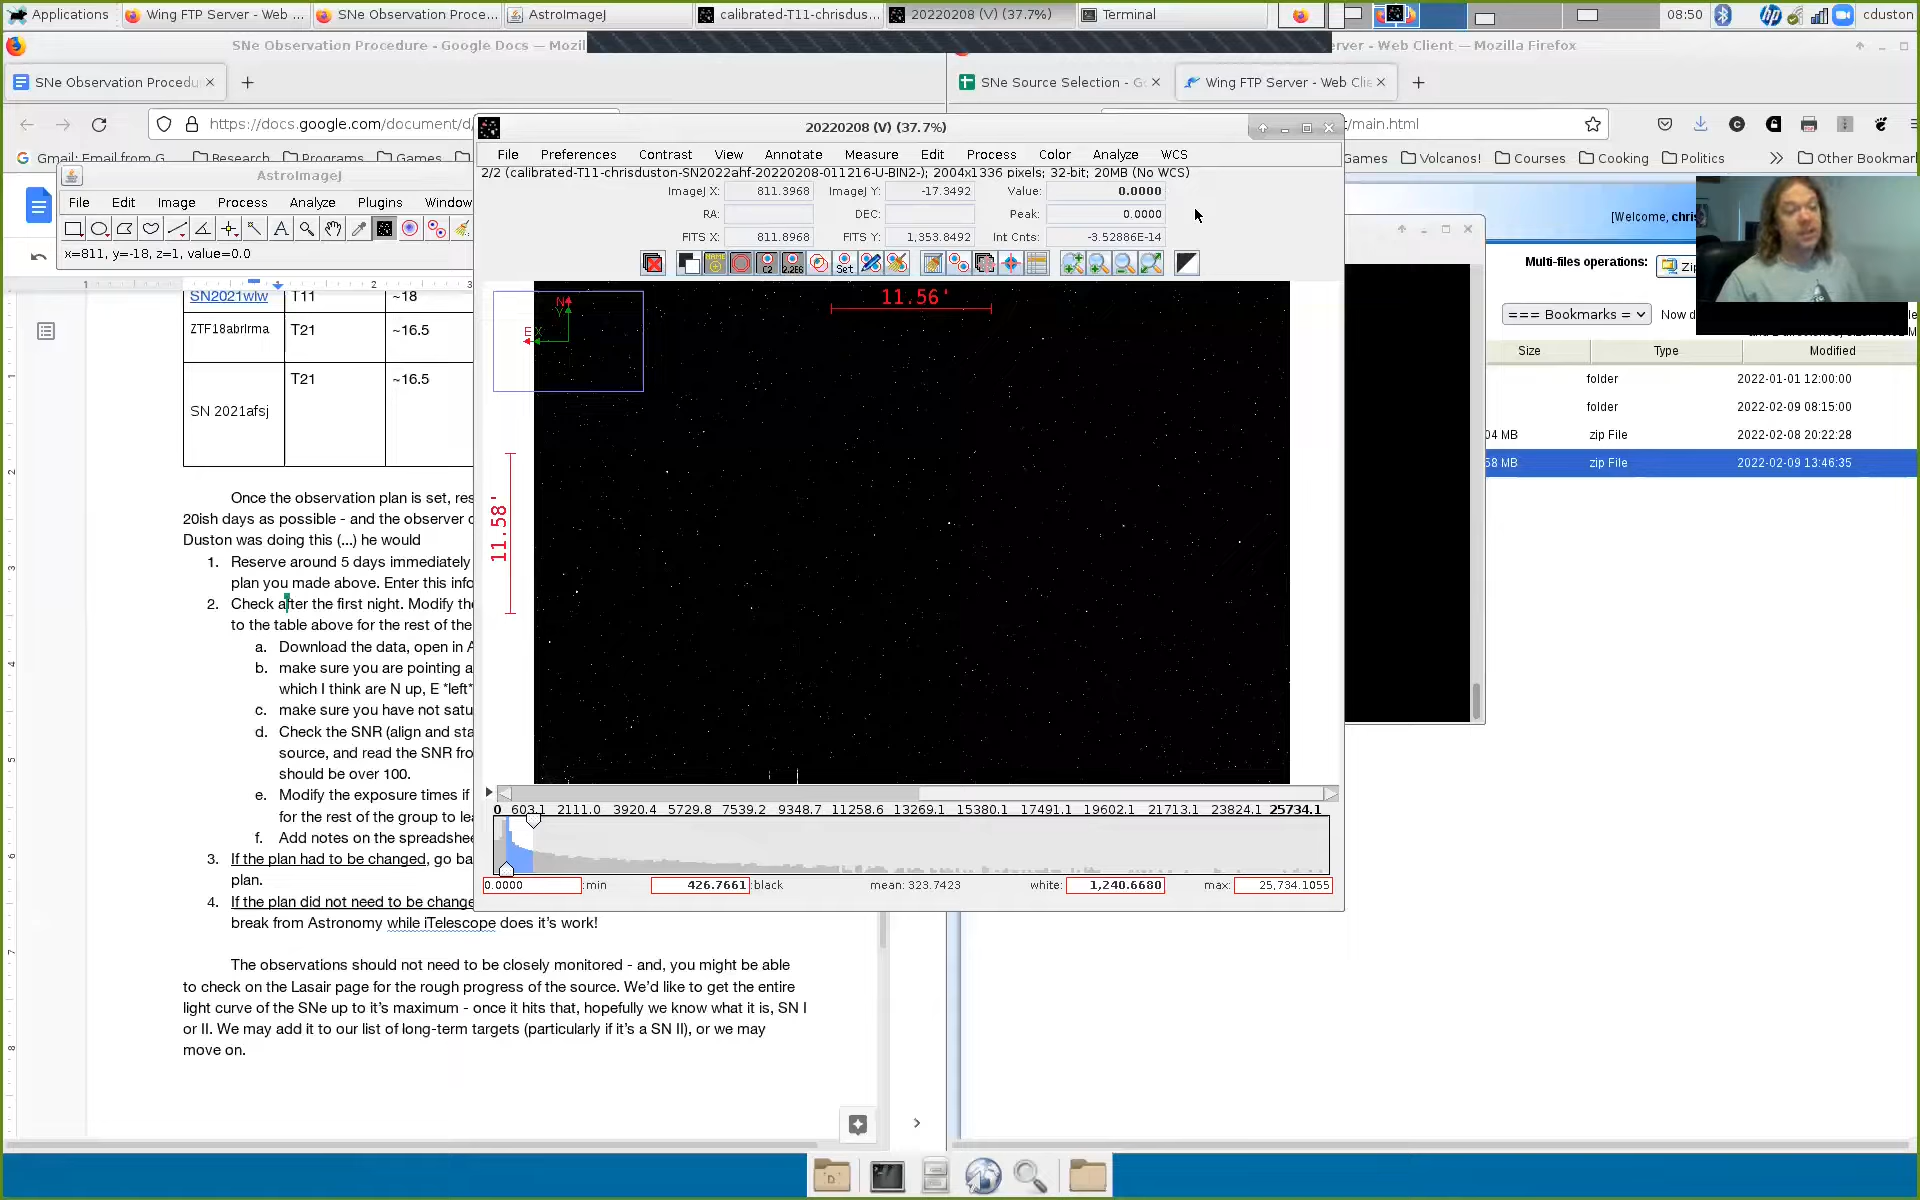 Applications
Wing FTP Server - Web ...
SNe Observation Proce...
AstroImageJ
calibrated-T11-chrisdus...
20220208 (V) (37.7%)
Terminal
08:50
cduston
SNe Observation Procedure - Google Docs — Mozil
erver - Web Client — Mozilla Firefox
SNe Observation Procedu
SNe Source Selection - G
Wing FTP Server - Web Clie
https://docs.google.com/document/d,
t/main.html
Gmail: Email from G
Research
Programs
Games
Games
Volcanos!
Courses
Cooking
Politics
Other Bookmar
AstroImageJ
File Edit Image Process Analyze Plugins Window
x=811, y=-18, z=1, value=0.0
20220208 (V) (37.7%)
File Preferences Contrast View Annotate Measure Edit Process Color Analyze WCS
2/2 (calibrated-T11-chrisduston-SN2022ahf-20220208-011216-U-BIN2-); 2004x1336 pixels; 32-bit; 20MB (No WCS)
ImageJ X: 811.3968 ImageJ Y: -17.3492 Value: 0.0000
RA: DEC: Peak: 0.0000
FITS X: 811.8968 FITS Y: 1,353.8492 Int Cnts: -3.52886E-14
N
Y
E X
11.56'
11.58'
0 603.1 2111.0 3920.4 5729.8 7539.2 9348.7 11258.6 13269.1 15380.1 17491.1 19602.1 21713.1 23824.1 25734.1
0.0000 :min 426.7661 :black mean: 323.7423 white: 1,240.6680 max: 25,734.1055
[Welcome, chris
Multi-files operations:
Zip
=== Bookmarks ===
Now d
Size Type Modified
folder 2022-01-01 12:00:00
folder 2022-02-09 08:15:00
04 MB zip File 2022-02-08 20:22:28
58 MB zip File 2022-02-09 13:46:35
1 2 3
SN2021wlw T11 ~18
ZTF18abrlrma T21 ~16.5
SN 2021afsj T21 ~16.5
Once the observation plan is set, res
20ish days as possible - and the observer c
Duston was doing this (...) he would
1. Reserve around 5 days immediately
plan you made above. Enter this info
2. Check after the first night. Modify the
to the table above for the rest of the
a. Download the data, open in A
b. make sure you are pointing a
which I think are N up, E *left*
c. make sure you have not satu
d. Check the SNR (align and sta
source, and read the SNR fro
should be over 100.
e. Modify the exposure times if
for the rest of the group to lea
f. Add notes on the spreadshee
3. If the plan had to be changed, go ba
plan.
4. If the plan did not need to be change
break from Astronomy while iTelescope does it's work!
The observations should not need to be closely monitored - and, you might be able
to check on the Lasair page for the rough progress of the source. We'd like to get the entire
light curve of the SNe up to it's maximum - once it hits that, hopefully we know what it is, SN I
or II. We may add it to our list of long-term targets (particularly if it's a SN II), or we may
move on.